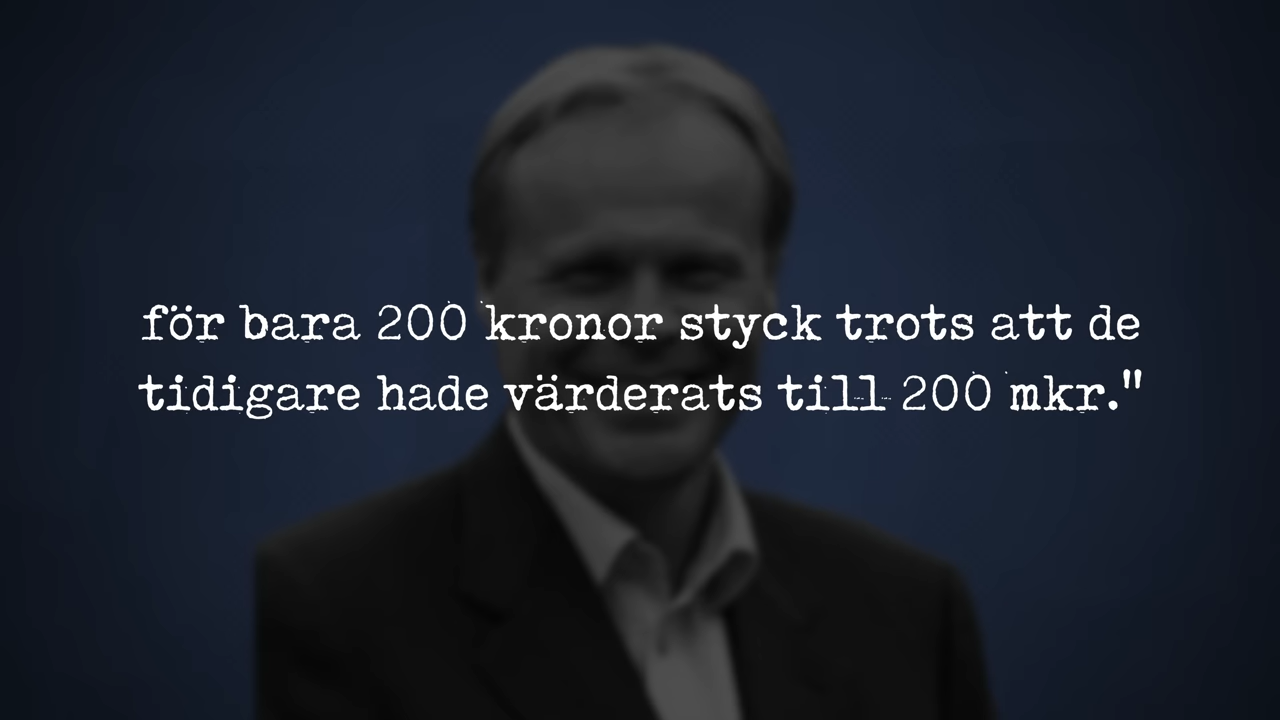 för bara 200 kronor styck trots att de
tidigare hade värderats till 200 mkr."